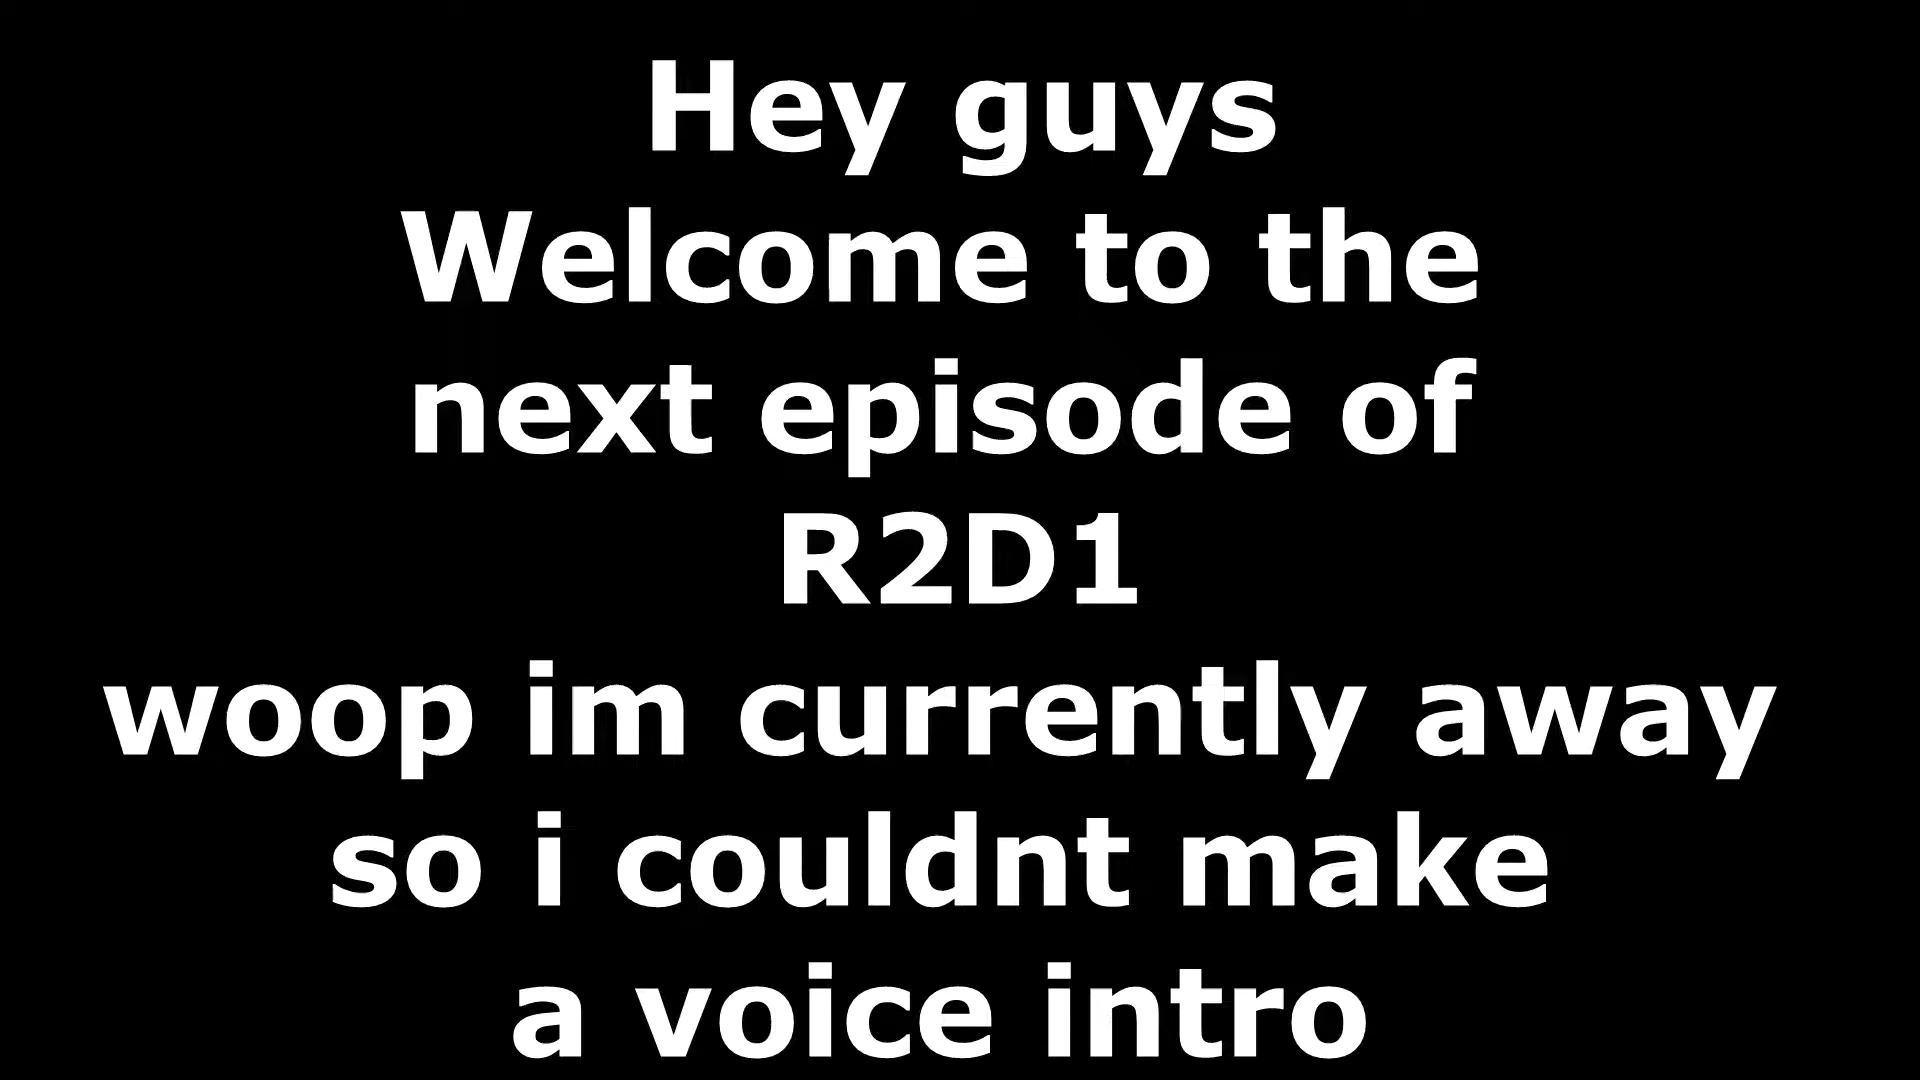 Hey guys
Welcome to the
next episode of
R2D1
woop im currently away
so i couldnt make
a voice intro